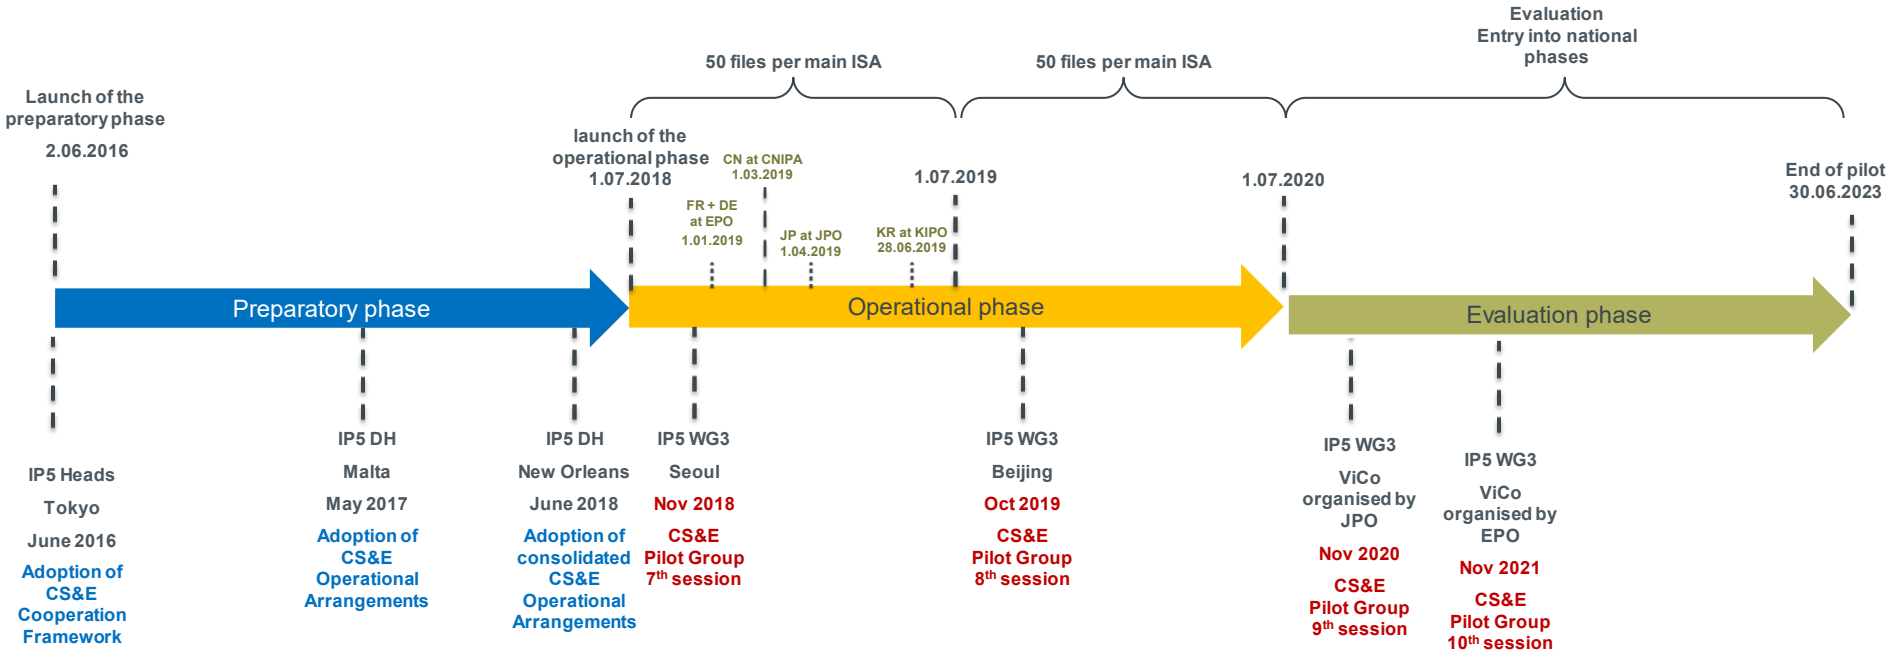 Evaluation
Entry into national
phases
50 files per main ISA
50 files per main ISA
Launch of the
preparatory phase
2.06.2016
launch of the
operational phase
1.07.2018
CN at CNIPA
1.03.2019
FR + DE
at EPO
1.01.2019
JP at JPO
1.04.2019
KR at KIPO
28.06.2019
1.07.2019
1.07.2020
End of pilot
30.06.2023
Preparatory phase
Operational phase
Evaluation phase
IP5 Heads
Tokyo
June 2016
Adoption of
CS&E
Cooperation
Framework
IP5 DH
Malta
May 2017
Adoption of
CS&E
Operational
Arrangements
IP5 DH
New Orleans
June 2018
Adoption of
consolidated
CS&E
Operational
Arrangements
IP5 WG3
Seoul
Nov 2018
CS&E
Pilot Group
7th session
IP5 WG3
Beijing
Oct 2019
CS&E
Pilot Group
8th session
IP5 WG3
ViCo
organised by
JPO
Nov 2020
CS&E
Pilot Group
9th session
IP5 WG3
ViCo
organised by
EPO
Nov 2021
CS&E
Pilot Group
10th session